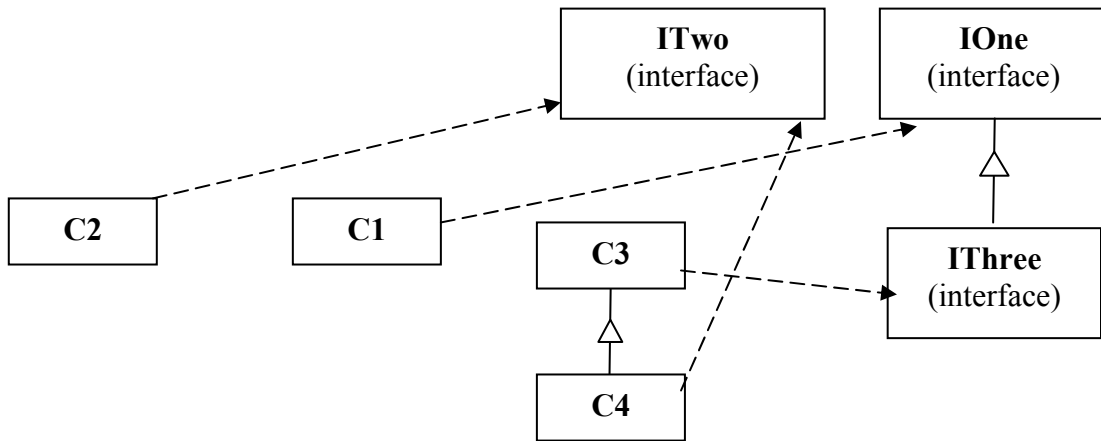 ITwo
(interface)
IOne
(interface)
C2
C1
C3
IThree
(interface)
C4